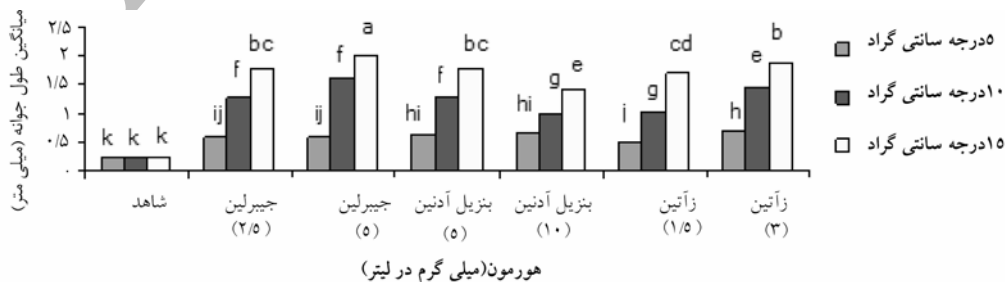 میانگین طول جوانه (میلی متر)
۲/۵
۲
۱/۵
۱
۰/۵
۰
k k k
ij f bc
ij f a
hi f bc
hi g e
i g cd
h e b
شاهد
جیبرلین
(۲/۵)
جیبرلین
(۵)
بنزیل آدنین
(۵)
بنزیل آدنین
(۱۰)
زآتین
(۱/۵)
زآتین
(۳)
هورمون(میلی گرم در لیتر)
۵درجه سانتی گراد
۱۰درجه سانتی گراد
۱۵درجه سانتی گراد